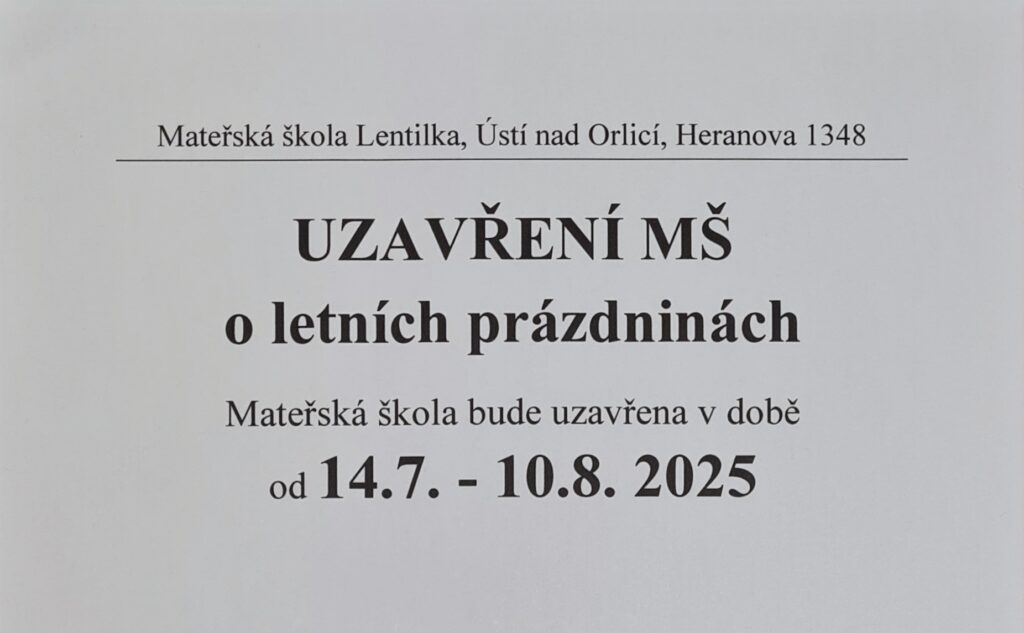 Mateřská škola Lentilka, Ústí nad Orlicí, Heranova 1348
UZAVŘENÍ MŠ
o letních prázdninách
Mateřská škola bude uzavřena v době
od 14.7. - 10.8. 2025